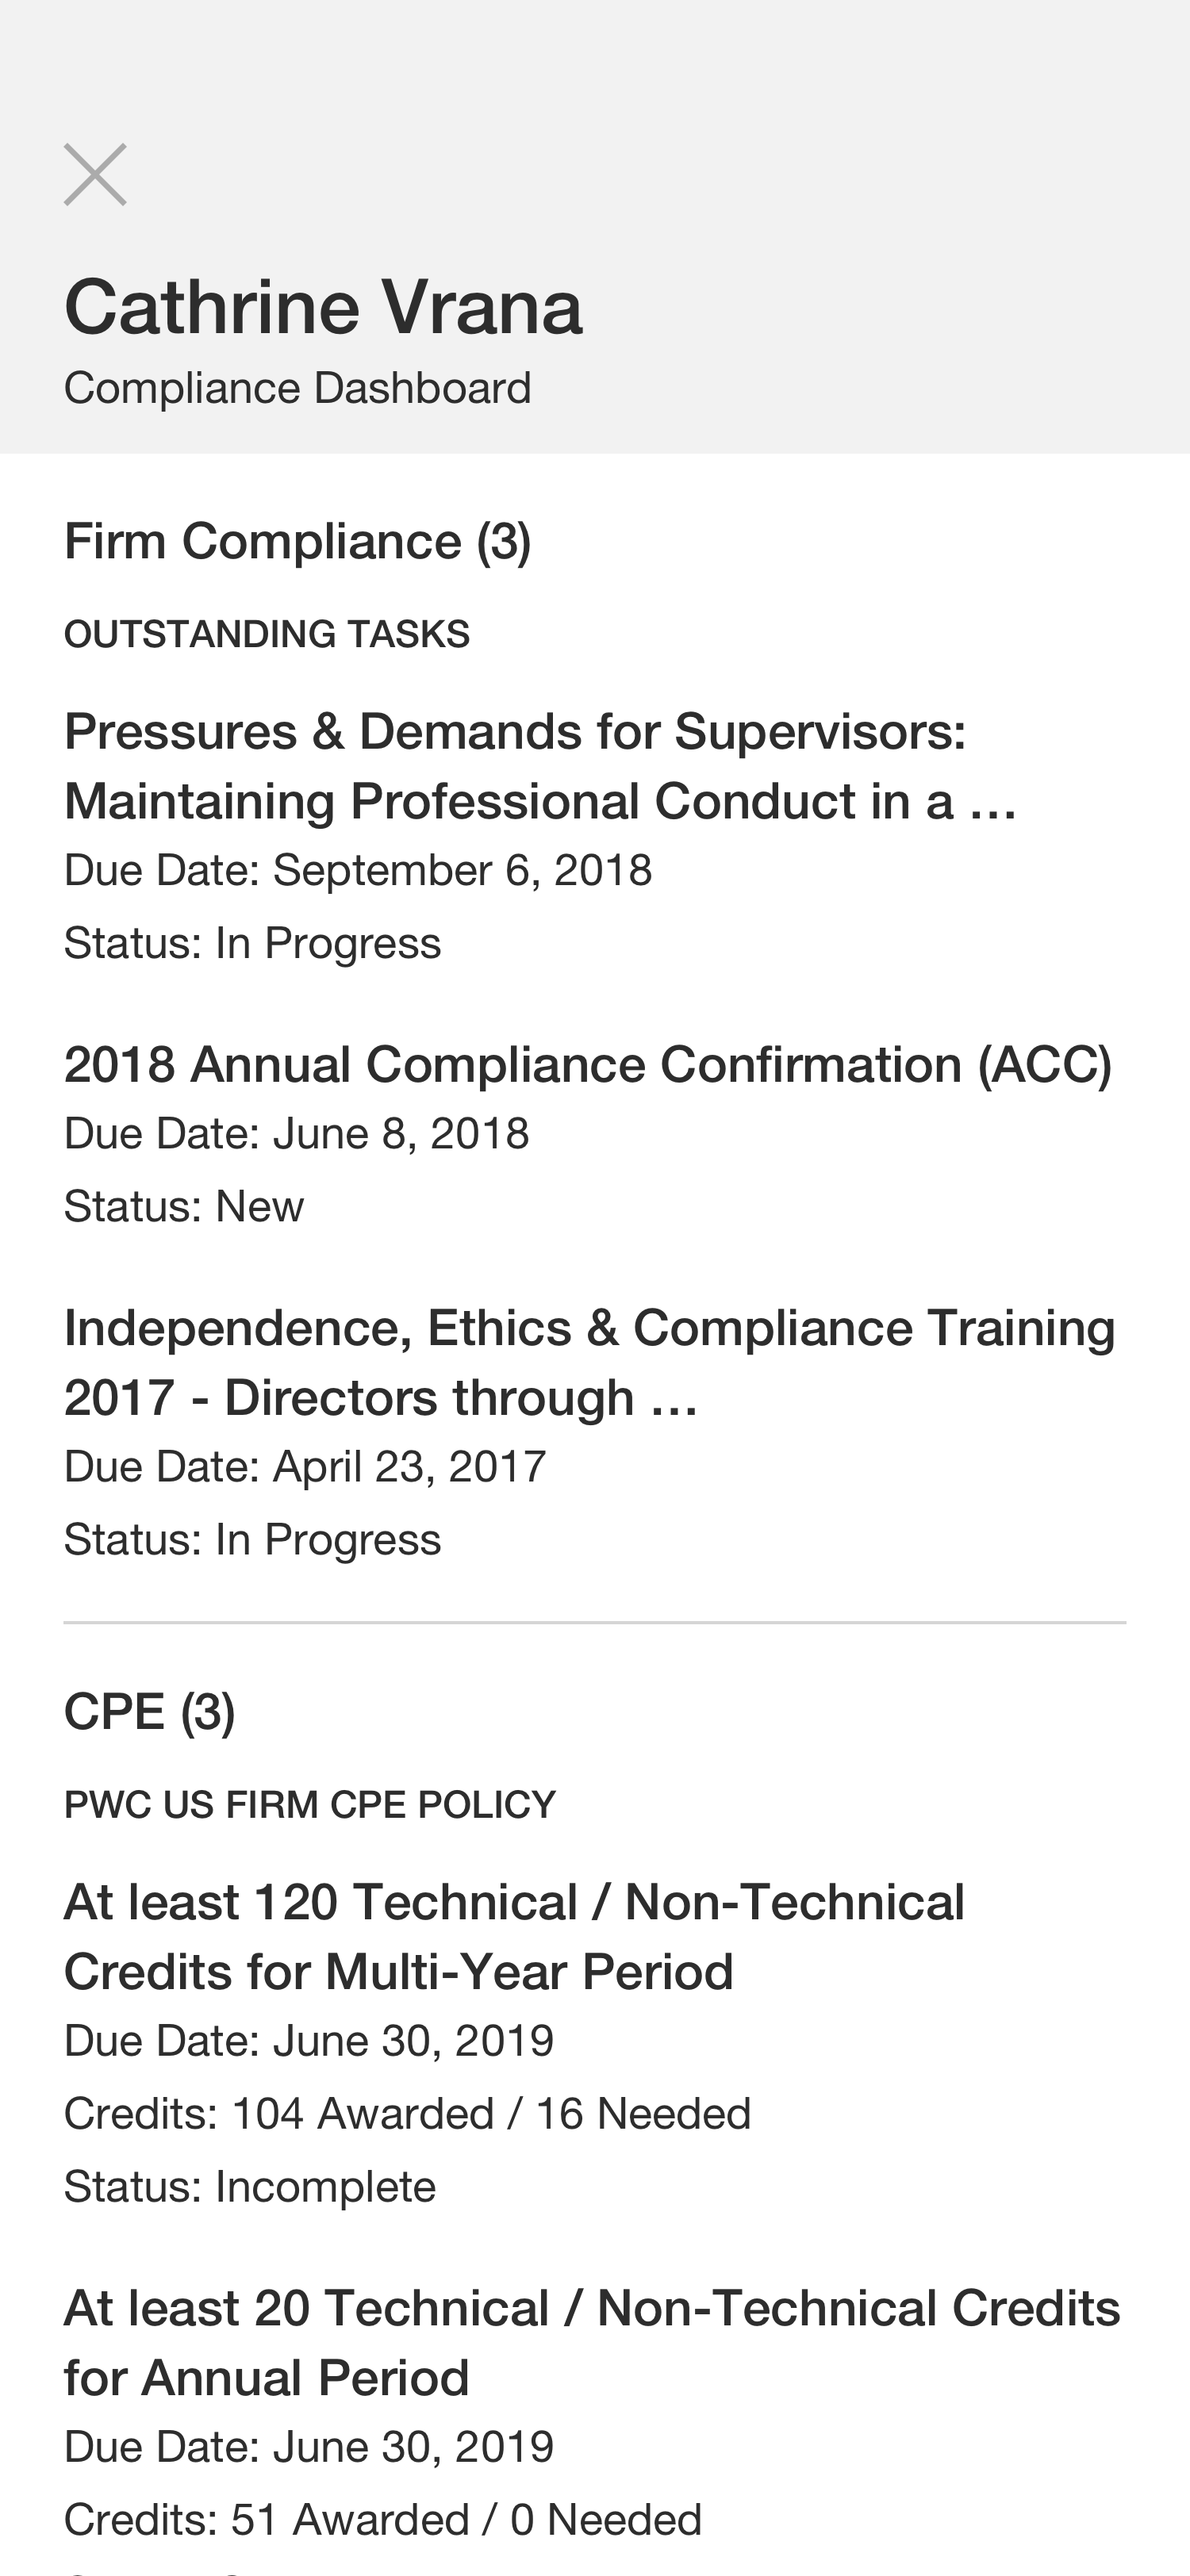 Cathrine Vrana
Compliance Dashboard
Firm Compliance (3)
OUTSTANDING TASKS
Pressures & Demands for Supervisors:
Maintaining Professional Conduct in a ...
Due Date: September 6, 2018
Status: In Progress
2018 Annual Compliance Confirmation (ACC)
Due Date: June 8, 2018
Status: New
Independence, Ethics & Compliance Training
2017 - Directors through ...
Due Date: April 23, 2017
Status: In Progress
CPE (3)
PWC US FIRM CPE POLICY
At least 120 Technical / Non-Technical
Credits for Multi-Year Period
Due Date: June 30, 2019
Credits: 104 Awarded / 16 Needed
Status: Incomplete
At least 20 Technical / Non-Technical Credits
for Annual Period
Due Date: June 30, 2019
Credits: 51 Awarded / 0 Needed